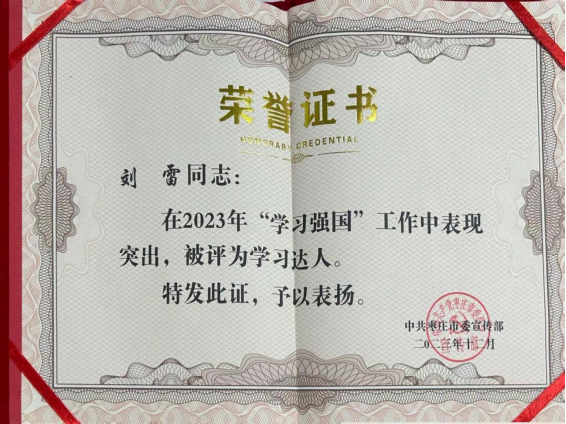 荣誉证书
HONORARY CREDENTIAL
刘 雷同志：
在2023年“学习强国”工作中表现
突出，被评为学习达人。
特发此证，予以表扬。
中共枣庄市委宣传部
二〇二三年十二月